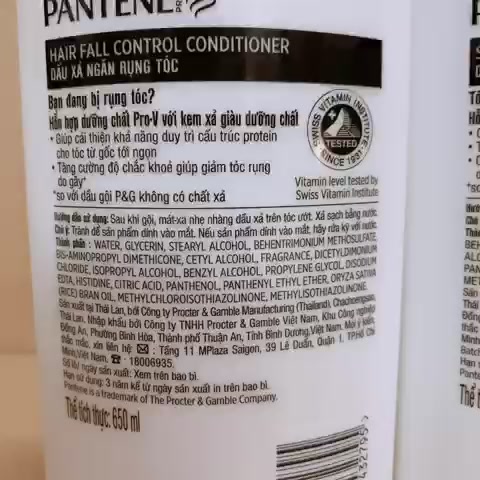 PANTENE
HAIR FALL CONTROL CONDITIONER
DẦU XẢ NGĂN RỤNG TÓC
Bạn đang bị rụng tóc?
Hỗn hợp dưỡng chất Pro-V với kem xả giàu dưỡng chất
• Giúp cải thiện khả năng duy trì cấu trúc protein
cho tóc từ gốc tới ngọn
• Tăng cường độ chắc khoẻ giúp giảm tóc rụng
do gãy*
*so với dầu gội P&G không có chất xả
SWISS VITAMIN INSTITUTE
TESTED
SINCE 1931
Vitamin level tested by
Swiss Vitamin Institute
Hướng dẫn sử dụng: Sau khi gội, mát-xa nhẹ nhàng dầu xả trên tóc ướt. Xả sạch bằng nước.
Chú ý: Tránh để sản phẩm dính vào mắt. Nếu sản phẩm dính vào mắt, hãy rửa kỹ với nước.
Thành phần: WATER, GLYCERIN, STEARYL ALCOHOL, BEHENTRIMONIUM METHOSULFATE,
BIS-AMINOPROPYL DIMETHICONE, CETYL ALCOHOL, FRAGRANCE, DICETYLDIMONIUM
CHLORIDE, ISOPROPYL ALCOHOL, BENZYL ALCOHOL, PROPYLENE GLYCOL, DISODIUM
EDTA, HISTIDINE, CITRIC ACID, PANTHENOL, PANTHENYL ETHYL ETHER, ORYZA SATIVA
(RICE) BRAN OIL, METHYLCHLOROISOTHIAZOLINONE, METHYLISOTHIAZOLINONE.
Sản xuất tại Thái Lan, bởi Công ty Procter & Gamble Manufacturing (Thailand), Chachoengsao,
Thái Lan. Nhập khẩu bởi Công ty TNHH Procter & Gamble Việt Nam, Khu Công nghiệp
Đồng An, Phường Bình Hòa, Thành phố Thuận An, Tỉnh Bình Dương, Việt Nam. Mọi ý kiến,
thắc mắc, xin liên hệ ✉: Tầng 11 MPlaza Saigon, 39 Lê Duẩn, Quận 1, TP.Hồ Chí
Minh, Việt Nam. ☎: 18006935.
Số lô/ ngày sản xuất: Xem trên bao bì.
Hạn sử dụng: 3 năm kể từ ngày sản xuất in trên bao bì.
Pantene is a trademark of The Procter & Gamble Company.
Thể tích thực: 650 ml